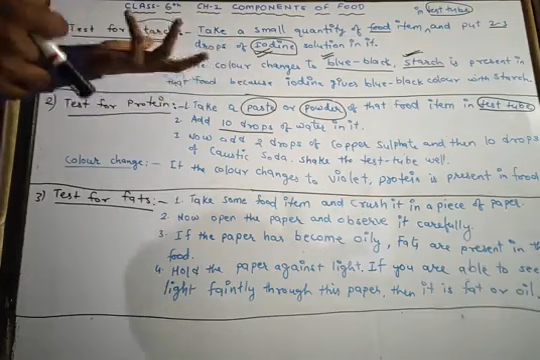 CLASS- 6th CH-2 COMPONENTS OF FOOD
in test tube
Test for :- Take a small quantity of food item, and put 2-3
drops of iodine solution in it.
colour changes to blue-black, starch is present in
that food because iodine gives blue-black colour with starch.
2) Test for Protein:- 1. Take a paste or powder of that food item in test tube
2. Add 10 drops of water in it.
3. Now add 2 drops of copper sulphate and then 10 drops
of caustic soda, shake the test-tube well.
Colour change:- If the colour changes to violet, protein is present in food
3) Test for fats:- 1. Take some food item and crush it in a piece of paper.
2. Now open the paper and observe it carefully.
3. If the paper has become oily, Fats are present in
food.
4. Hold the paper against light. If you are able to see
light faintly through this paper, then it is fat or oil.